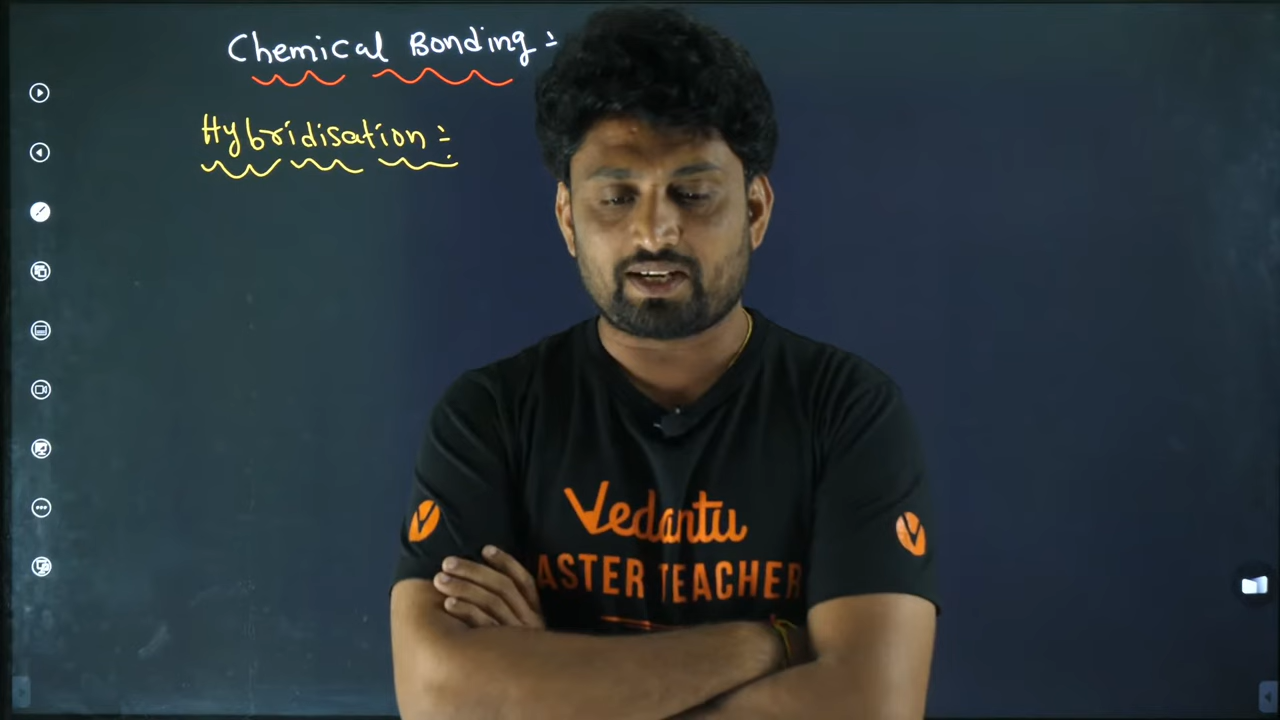 Chemical Bonding :-
Hybridisation :-
Vedantu
ASTER TEACHER